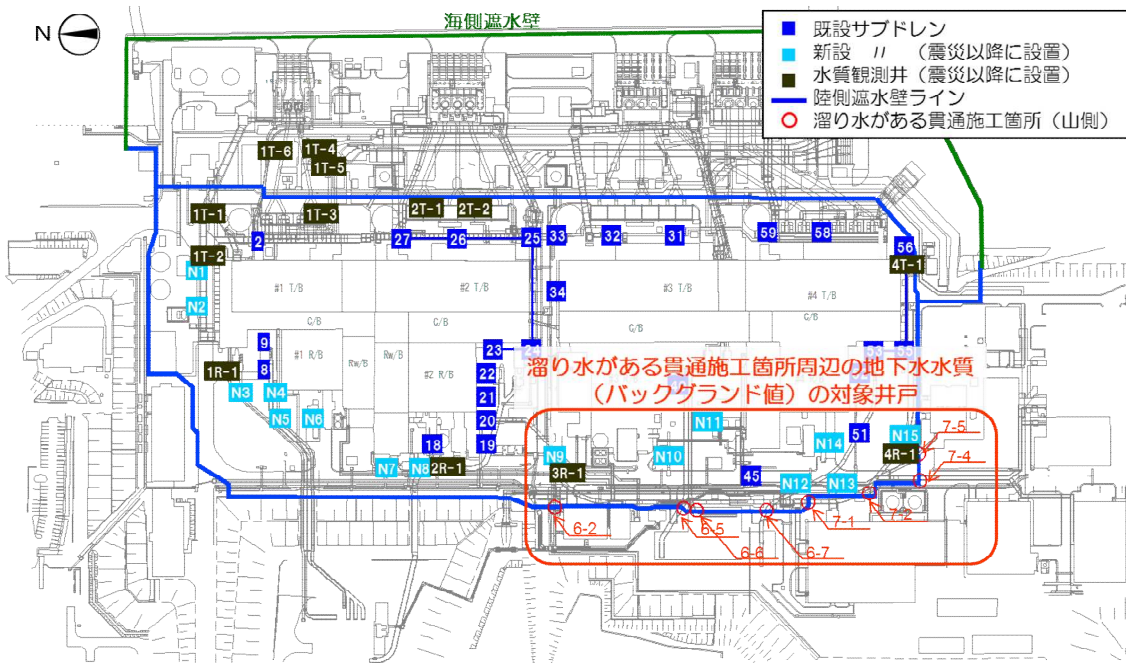 海側遮水壁
N
既設サブドレン
新設 〃 （震災以降に設置）
水質観測井（震災以降に設置）
陸側遮水壁ライン
溜り水がある貫通施工箇所（山側）
1T-6
1T-4
1T-5
1T-1
1T-3
2T-1
2T-2
2
27
26
25
33
32
31
59
58
56
1T-2
4T-1
N1
N2
34
#1 T/B
#2 T/B
#3 T/B
#4 T/B
C/B
C/B
C/B
C/B
9
8
#1 R/B
Rw/B
Rw/B
#2 R/B
23
22
21
20
19
53
55
1R-1
N3
N4
N5
N6
溜り水がある貫通施工箇所周辺の地下水水質
（バックグランド値）の対象井戸
18
2R-1
N7
N8
N9
3R-1
N10
N11
45
N12
N13
N14
51
N15
4R-1
7-5
7-4
7-2
7-1
6-2
6-5
6-6
6-7